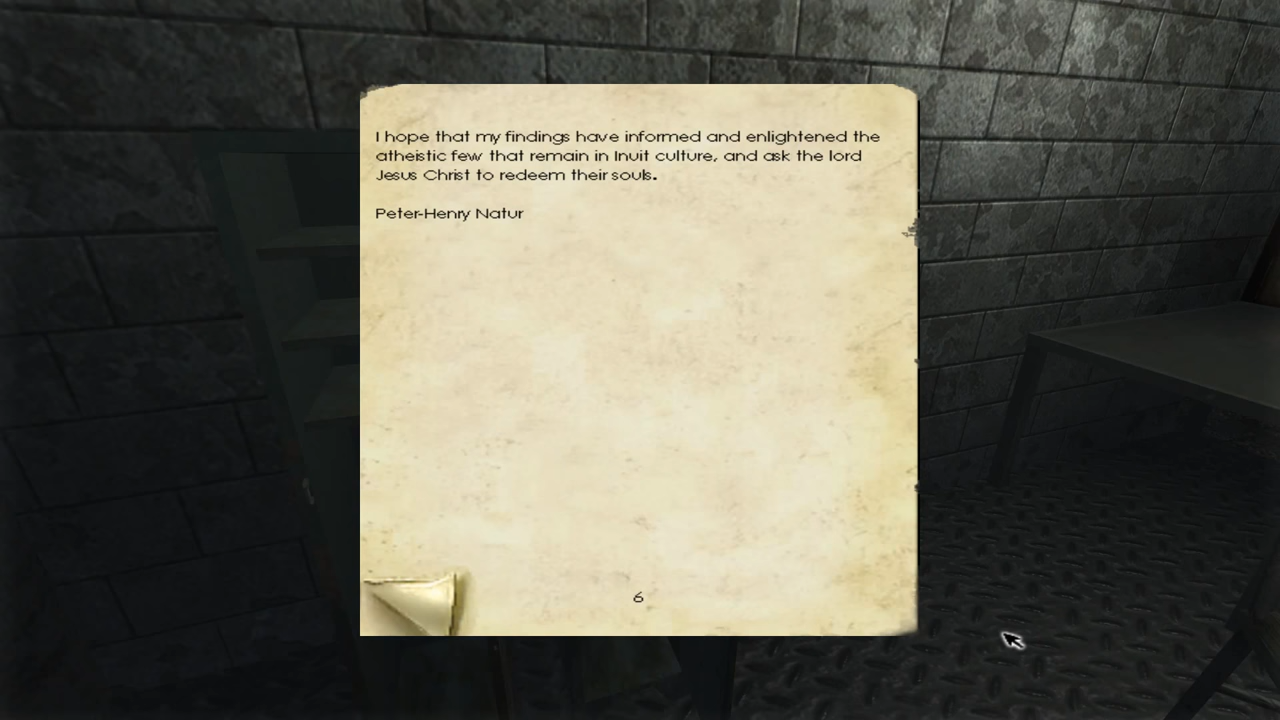 I hope that my findings have informed and enlightened the
atheistic few that remain in Inuit culture, and ask the lord
Jesus Christ to redeem their souls.
Peter-Henry Natur
6